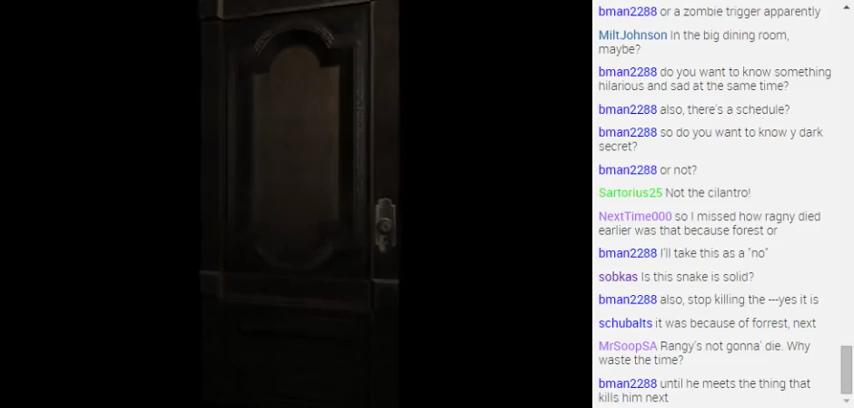 bman2288 or a zombie trigger apparently
MiltJohnson In the big dining room,
maybe?
bman2288 do you want to know something
hilarious and sad at the same time?
bman2288 also, there's a schedule?
bman2288 so do you want to know y dark
secret?
bman2288 or not?
Sartorius25 Not the cilantro!
NextTime000 so I missed how ragny died
earlier was that because forest or
bman2288 I'll take this as a "no"
sobkas Is this snake is solid?
bman2288 also, stop killing the ---yes it is
schubalts it was because of forrest, next
MrSoopSA Rangy's not gonna' die. Why
waste the time?
bman2288 until he meets the thing that
kills him next